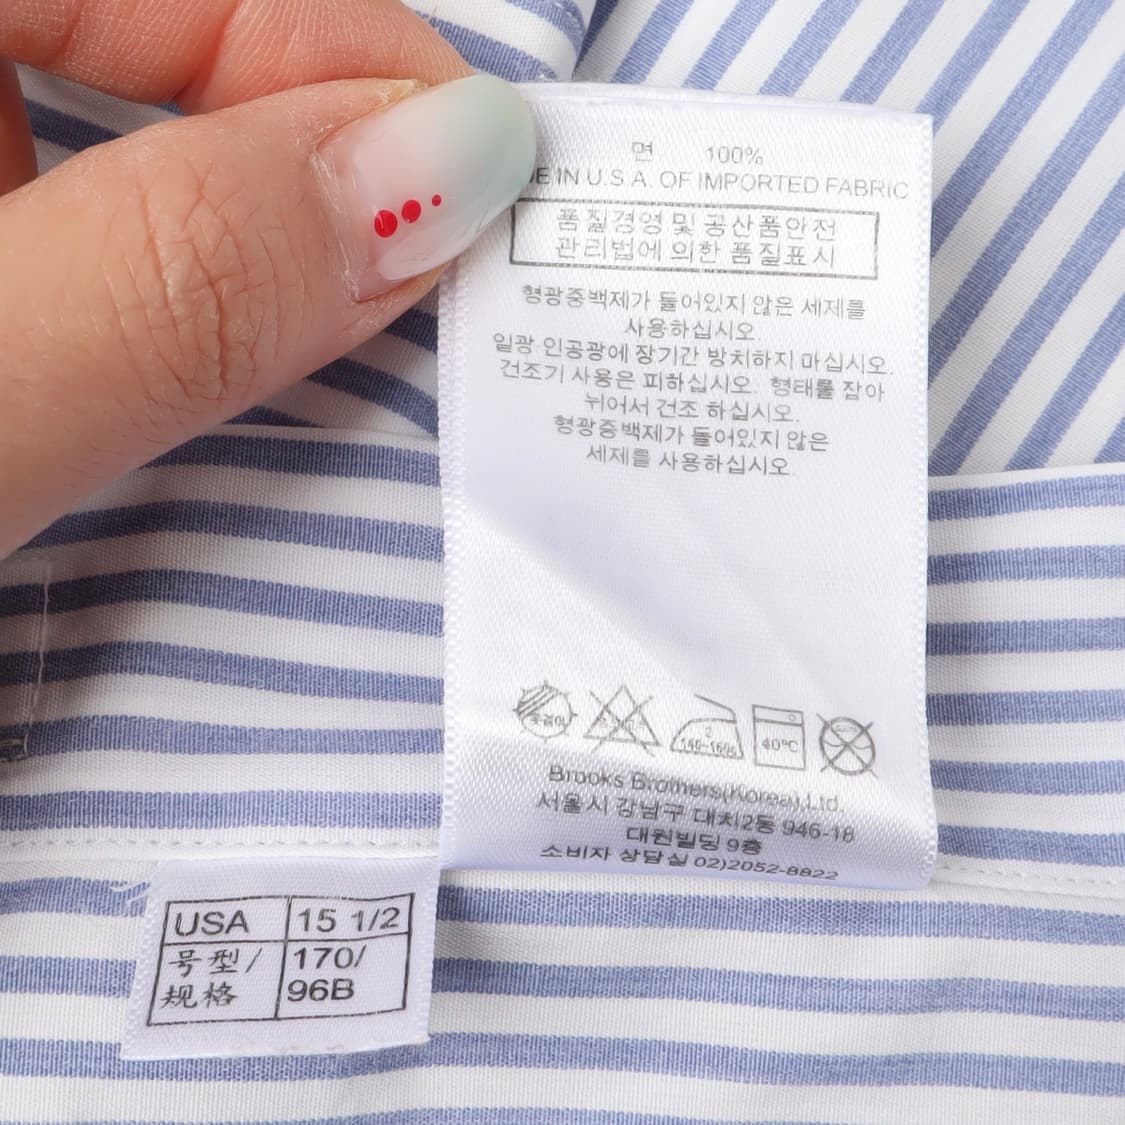 면 100%
E IN U.S.A. OF IMPORTED FABRIC
품질경영 및 공산품안전
관리법에 의한 품질표시
형광증백제가 들어있지 않은 세제를
사용하십시오.
일광 인공광에 장기간 방치하지 마십시오.
건조기 사용은 피하십시오. 형태를 잡아
뉘어서 건조 하십시오.
형광증백제가 들어있지 않은
세제를 사용하십시오.
옷걸이
2
140~160℃
40℃
Brooks Brothers(Korea),Ltd.
서울시 강남구 대치2동 946-18
대원빌딩 9층
소비자 상담실 02)2052-8822
USA 15 1/2
号型/ 170/
规格 96B